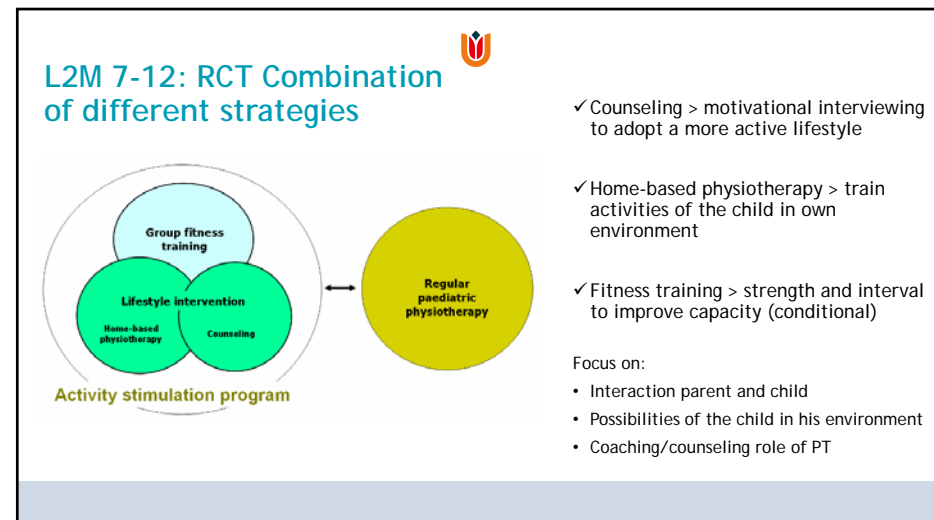 L2M 7-12: RCT Combination
of different strategies
Group fitness
training
Lifestyle intervention
Home-based
physiotherapy
Counseling
Activity stimulation program
Regular
paediatric
physiotherapy
✓ Counseling > motivational interviewing
to adopt a more active lifestyle
✓ Home-based physiotherapy > train
activities of the child in own
environment
✓ Fitness training > strength and interval
to improve capacity (conditional)
Focus on:
• Interaction parent and child
• Possibilities of the child in his environment
• Coaching/counseling role of PT